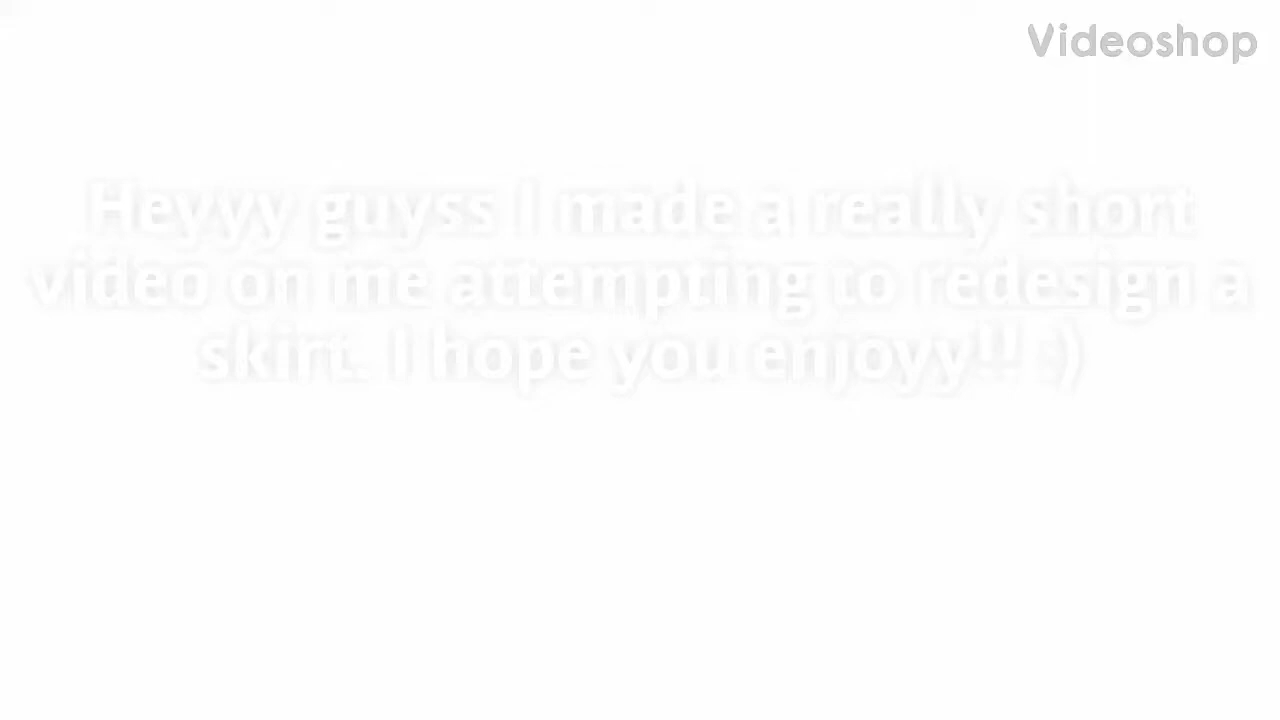 Videoshop
Heyyy guyss I made a really short
video on me attempting to redesign a
skirt. I hope you enjoyy!! :)